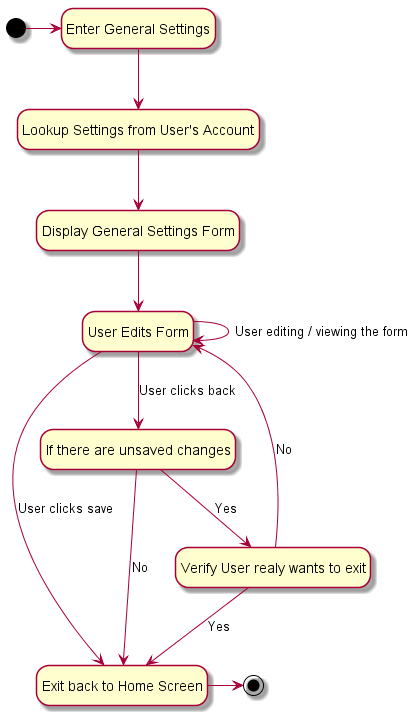 Enter General Settings
Lookup Settings from User's Account
Display General Settings Form
User Edits Form
User editing / viewing the form
User clicks back
If there are unsaved changes
No
User clicks save
Yes
No
Verify User realy wants to exit
Yes
Exit back to Home Screen